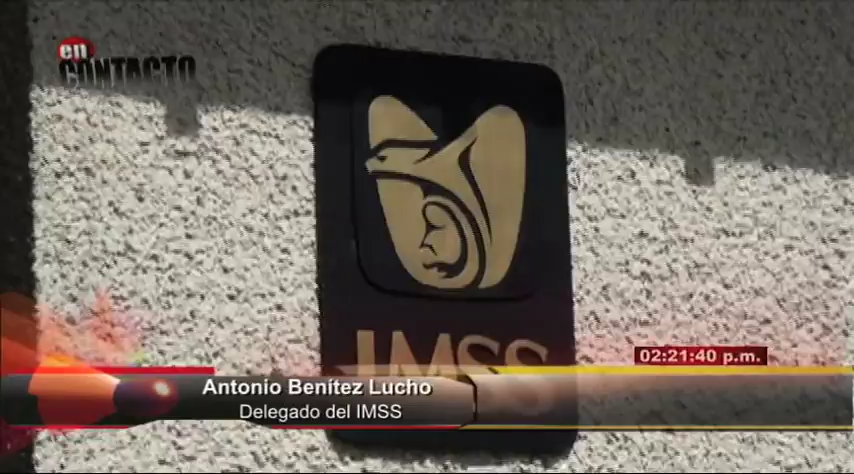 en
CONTACTO
IMSS
02:21:40 p.m.
Antonio Benítez Lucho
Delegado del IMSS